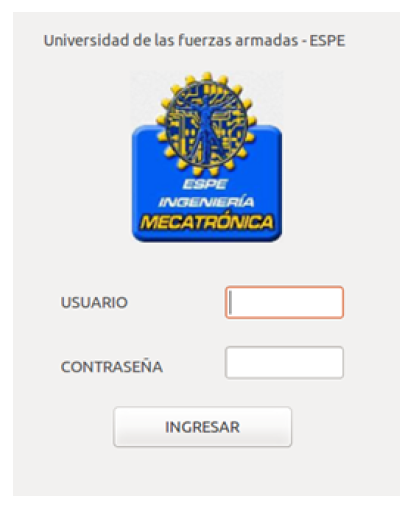 Universidad de las fuerzas armadas - ESPE
ESPE
INGENIERÍA
MECATRÓNICA
USUARIO
CONTRASEÑA
INGRESAR